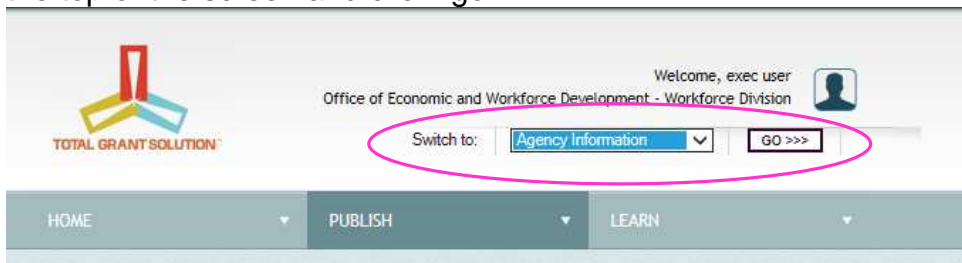 Welcome, exec user
Office of Economic and Workforce Development - Workforce Division
TOTAL GRANT SOLUTION
Switch to: Agency Information GO >>>
HOME PUBLISH LEARN